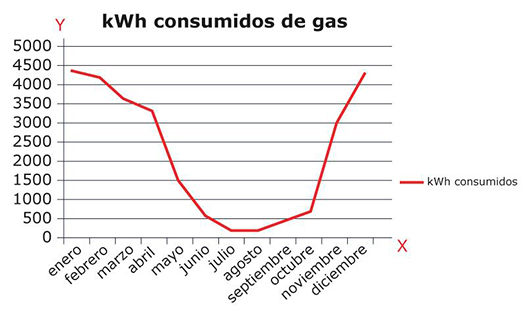 Y
kWh consumidos de gas
5000
4500
4000
3500
3000
2500
2000
1500
1000
500
0
kWh consumidos
X
enero
febrero
marzo
abril
mayo
junio
julio
agosto
septiembre
octubre
noviembre
diciembre